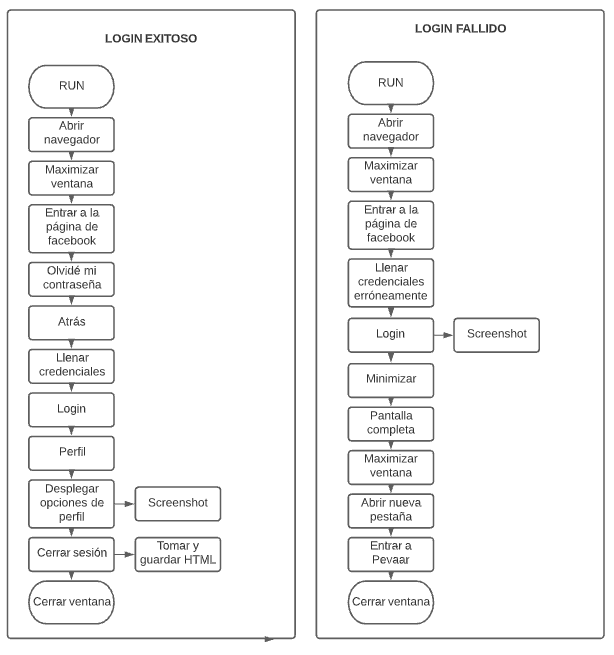 LOGIN EXITOSO
RUN
Abrir
navegador
Maximizar
ventana
Entrar a la
página de
facebook
Olvidé mi
contraseña
Atrás
Llenar
credenciales
Login
Perfil
Desplegar
opciones de
perfil
Screenshot
Cerrar sesión
Tomar y
guardar HTML
Cerrar ventana
LOGIN FALLIDO
RUN
Abrir
navegador
Maximizar
ventana
Entrar a la
página de
facebook
Llenar
credenciales
erróneamente
Login
Screenshot
Minimizar
Pantalla
completa
Maximizar
ventana
Abrir nueva
pestaña
Entrar a
Pevaar
Cerrar ventana